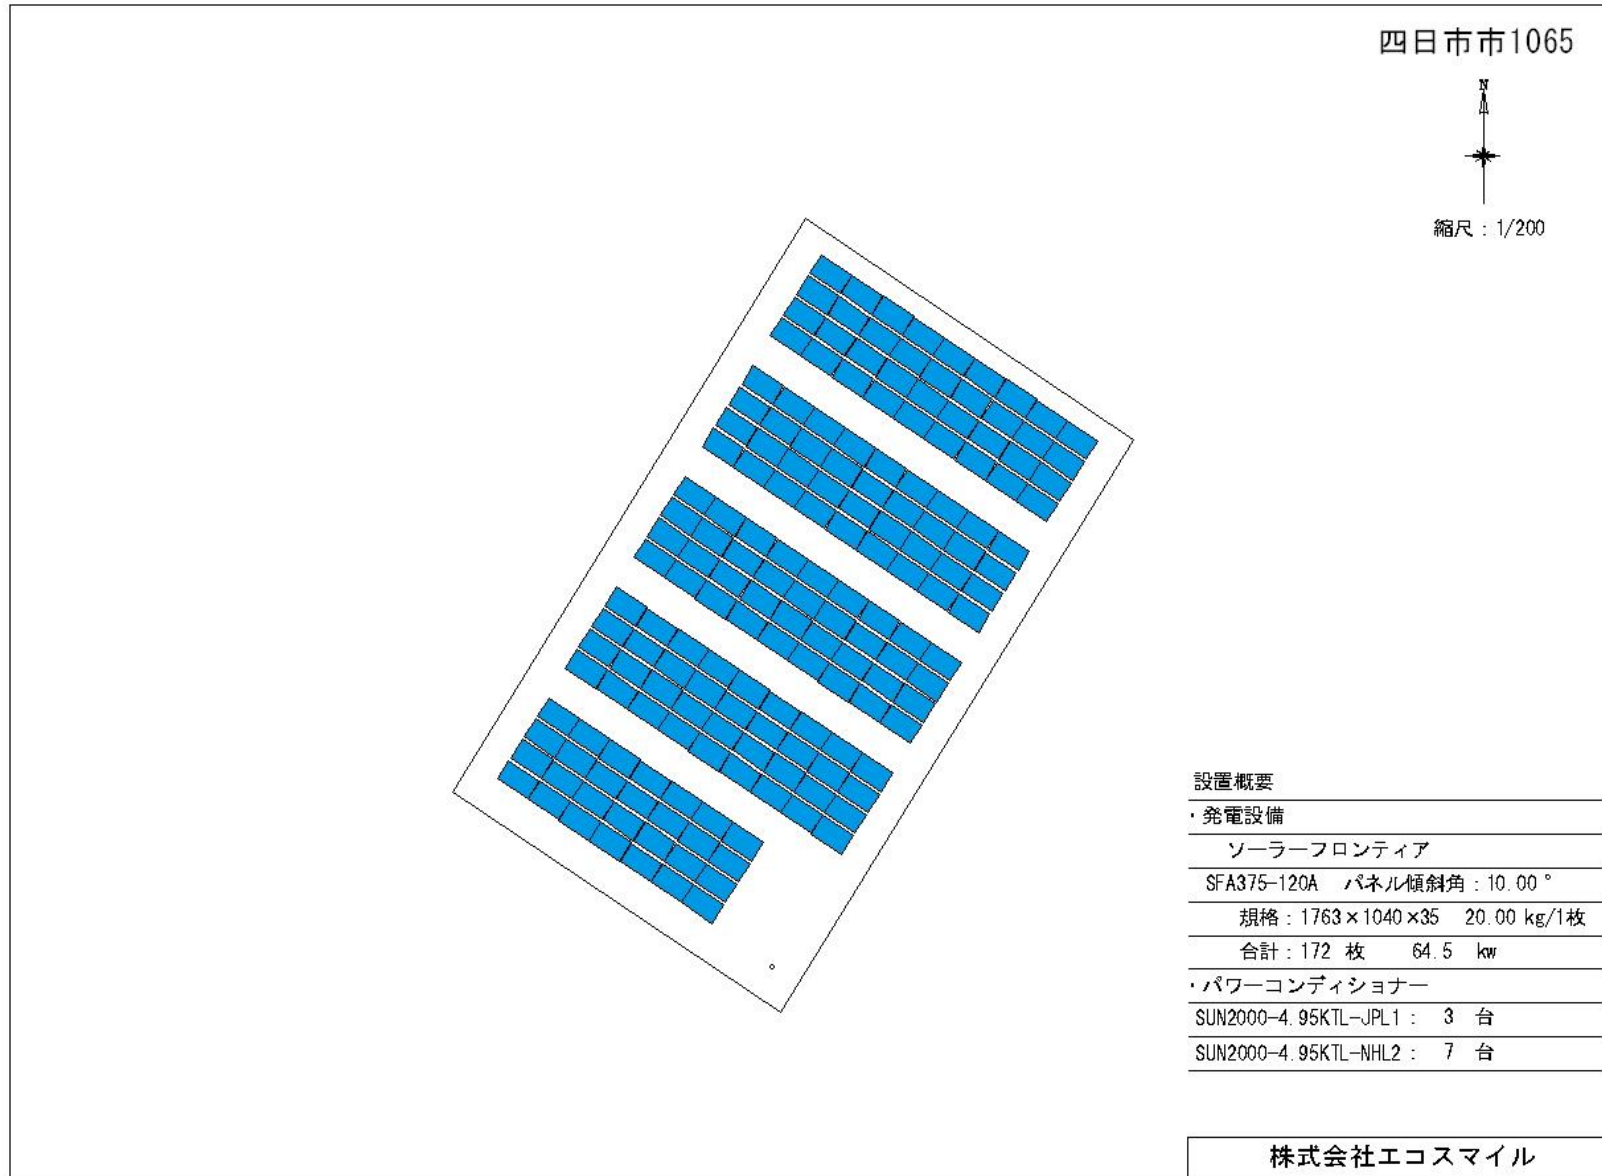 四日市市1065
N
縮尺：1/200
設置概要
・発電設備
ソーラーフロンティア
SFA375-120A パネル傾斜角：10.00°
規格：1763×1040×35 20.00 kg/1枚
合計：172 枚 64.5 kw
・パワーコンディショナー
SUN2000-4.95KTL-JPL1： 3 台
SUN2000-4.95KTL-NHL2： 7 台
株式会社エコスマイル